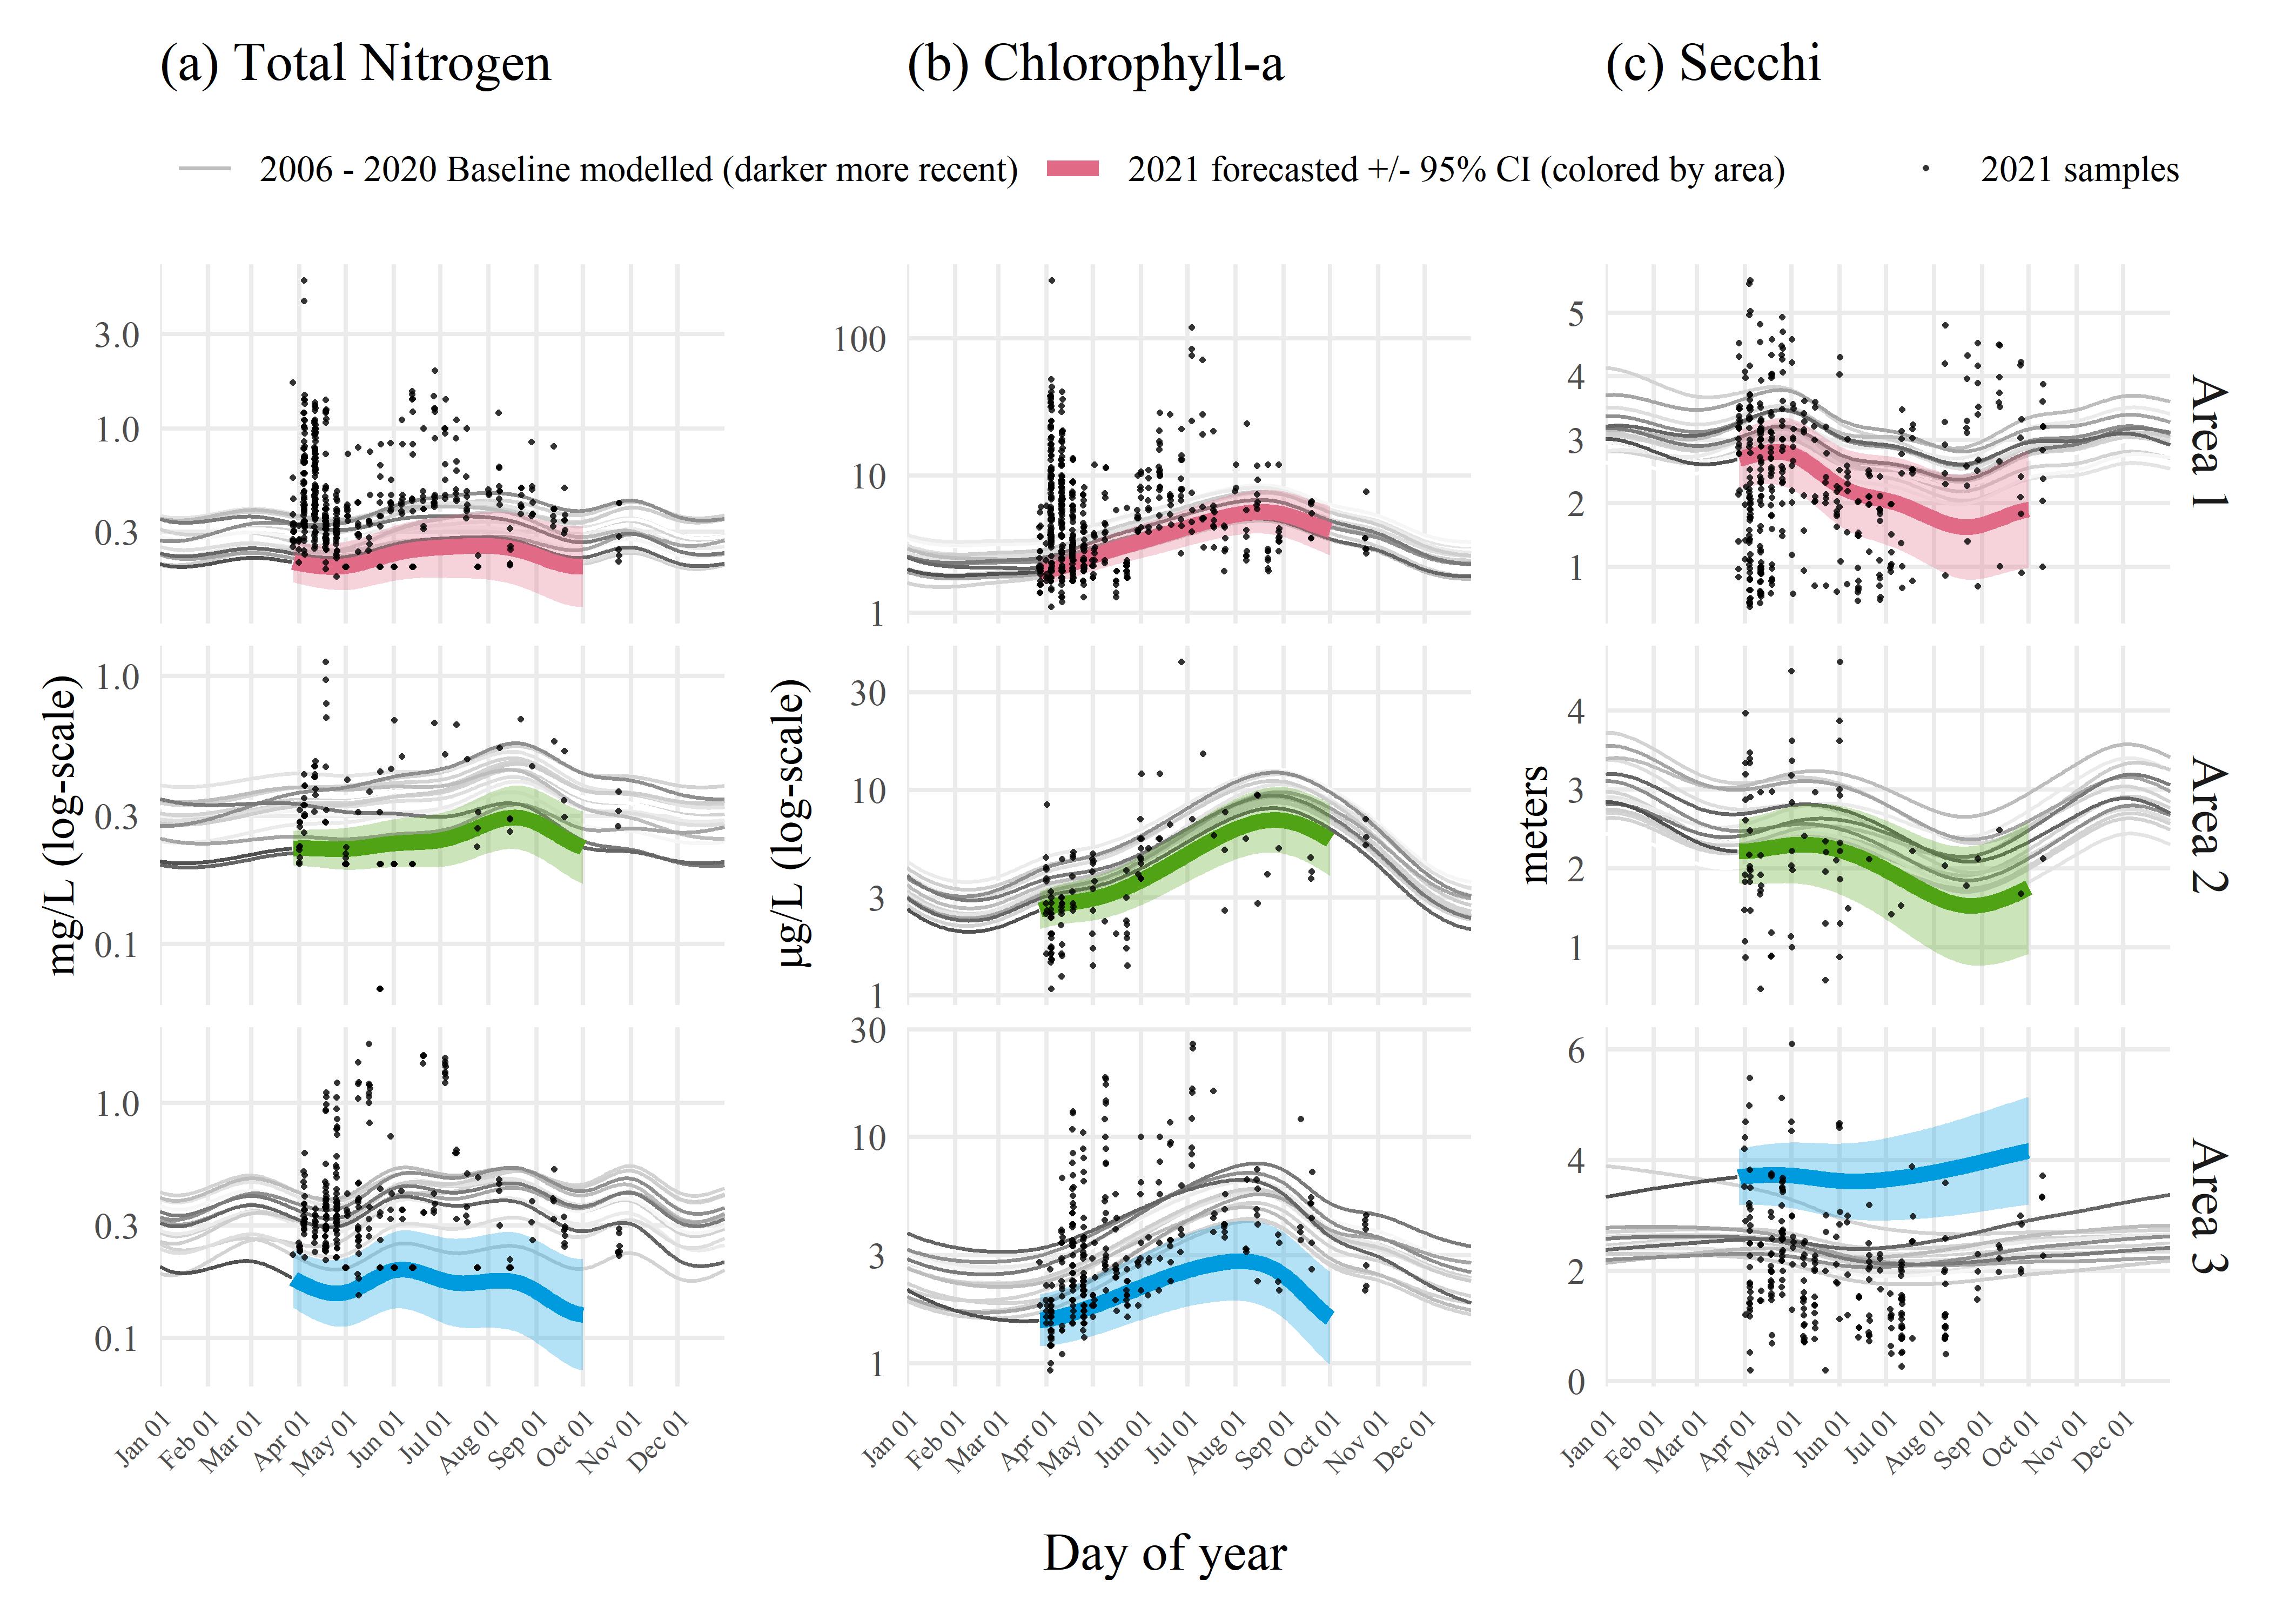 (a) Total Nitrogen
(b) Chlorophyll-a
(c) Secchi
2006 - 2020 Baseline modelled (darker more recent)
2021 forecasted +/- 95% CI (colored by area)
2021 samples
3.0
1.0
0.3
100
10
1
5
4
3
2
1
Area 1
mg/L (log-scale)
1.0
0.3
0.1
µg/L (log-scale)
30
10
3
1
meters
4
3
2
1
Area 2
1.0
0.3
0.1
30
10
3
1
6
4
2
0
Area 3
Jan 01
Feb 01
Mar 01
Apr 01
May 01
Jun 01
Jul 01
Aug 01
Sep 01
Oct 01
Nov 01
Dec 01
Jan 01
Feb 01
Mar 01
Apr 01
May 01
Jun 01
Jul 01
Aug 01
Sep 01
Oct 01
Nov 01
Dec 01
Jan 01
Feb 01
Mar 01
Apr 01
May 01
Jun 01
Jul 01
Aug 01
Sep 01
Oct 01
Nov 01
Dec 01
Day of year